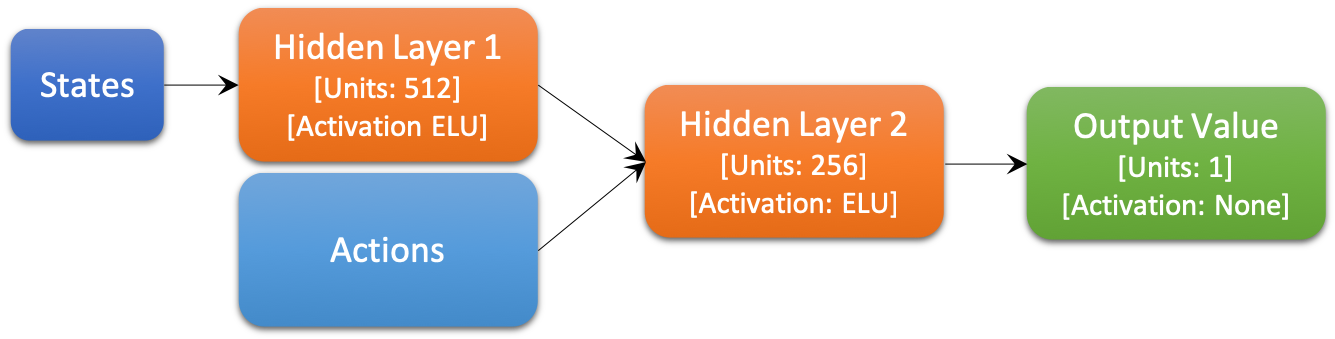 States
Hidden Layer 1
[Units: 512]
[Activation ELU]
Actions
Hidden Layer 2
[Units: 256]
[Activation: ELU]
Output Value
[Units: 1]
[Activation: None]